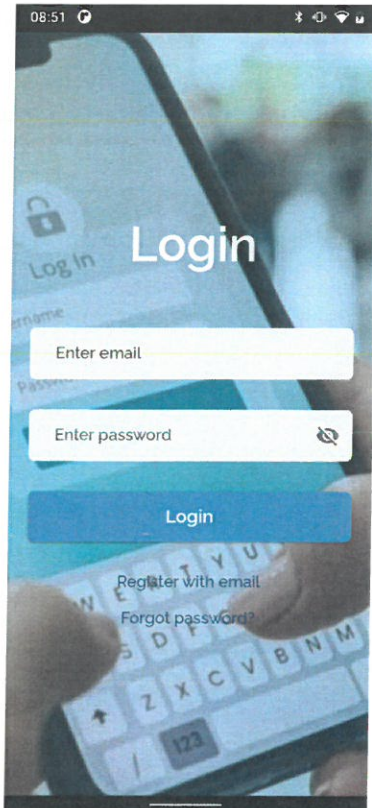 08:51
Login
Log in
Enter email
Enter password
Login
Register with email
Forgot password?
W E R T Y U
S D F G
Z X C V B N M
123